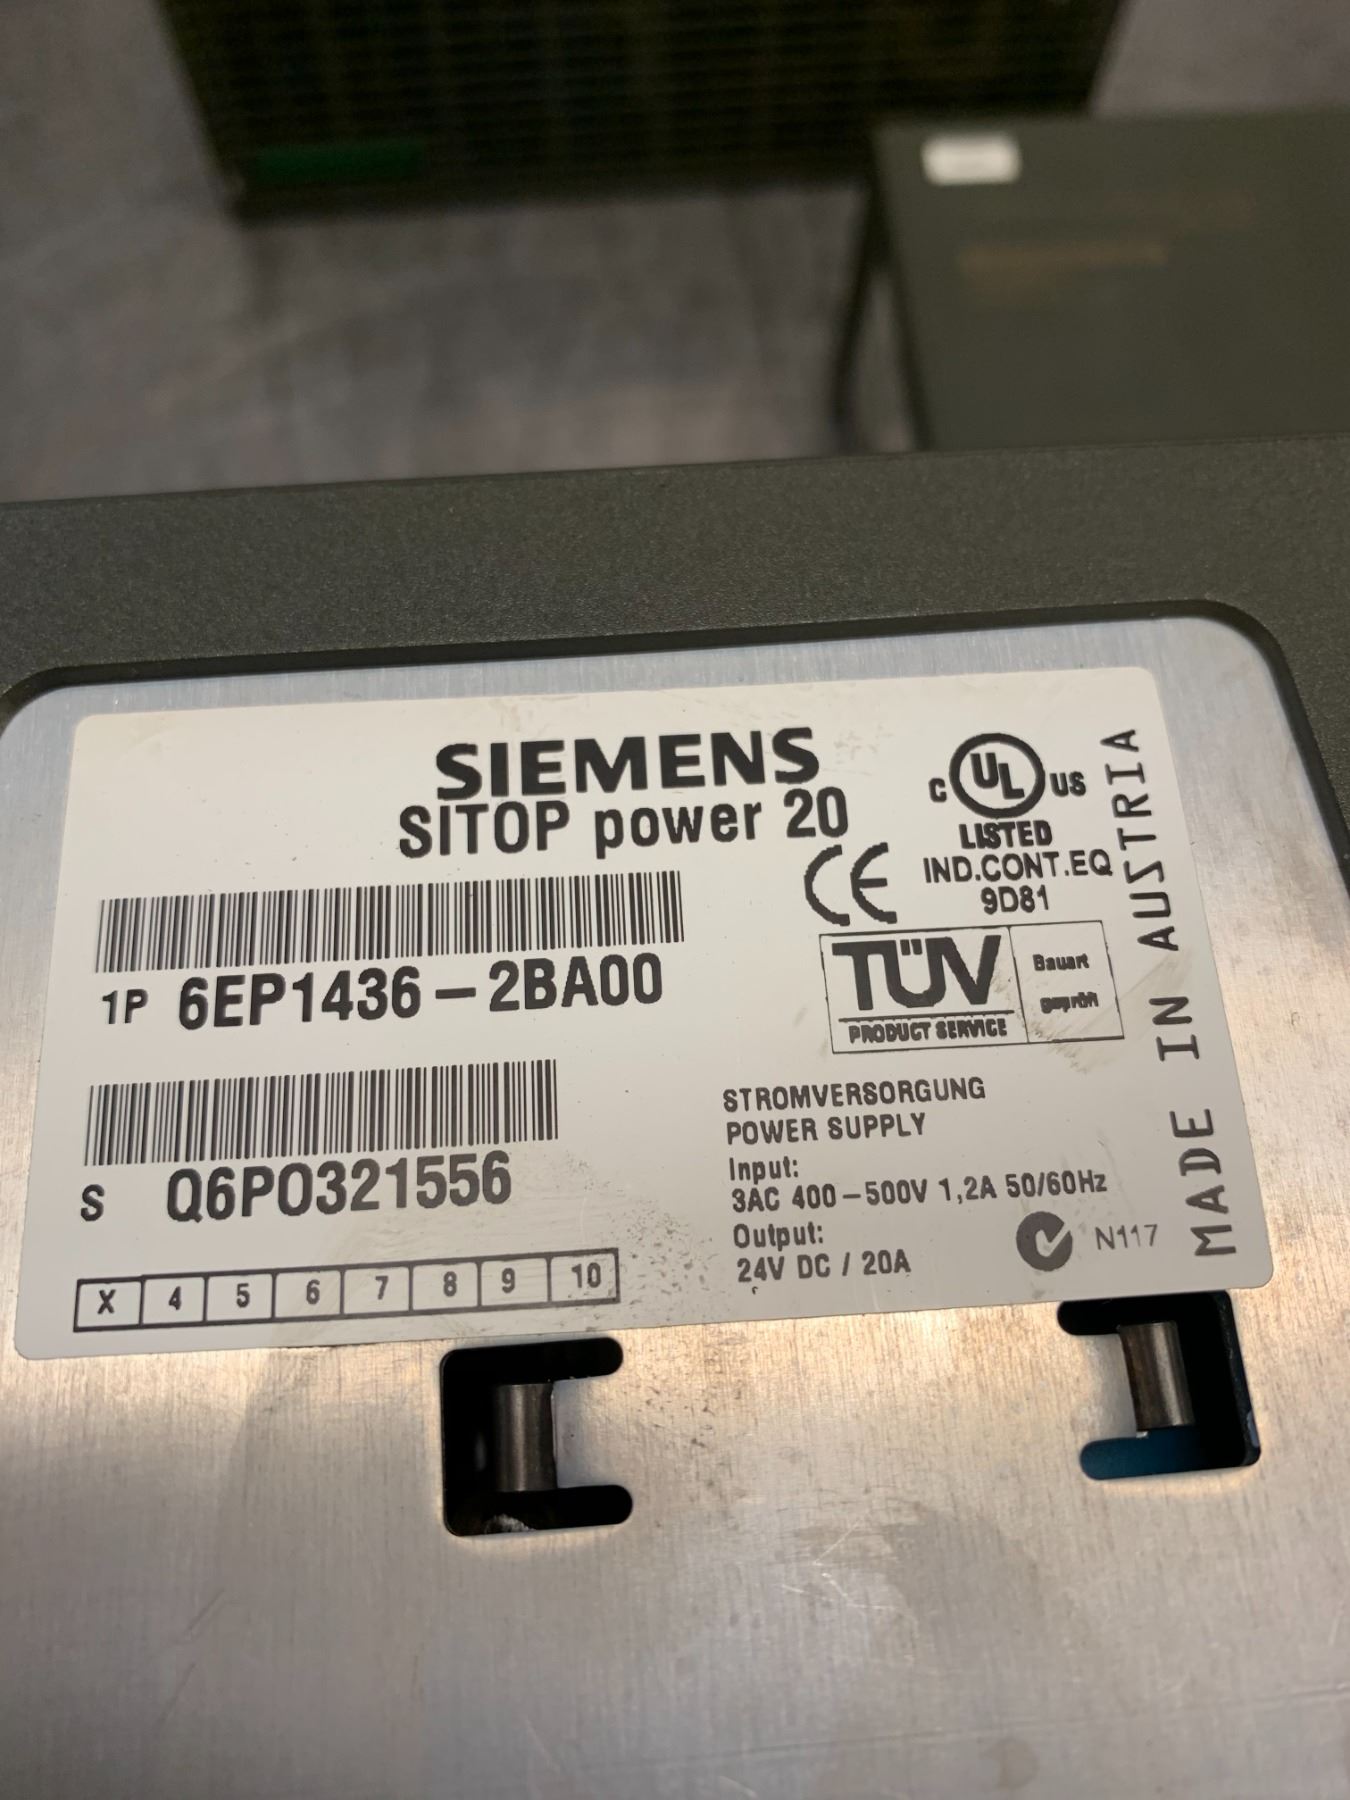 SIEMENS
SITOP power 20
C UL US
LISTED
IND.CONT.EQ
9D81
CE
1P 6EP1436-2BA00
TÜV
PRODUCT SERVICE
Bauart
geprüft
S Q6PO321556
STROMVERSORGUNG
POWER SUPPLY
Input:
3AC 400-500V 1,2A 50/60Hz
Output:
24V DC / 20A
N117
X 4 5 6 7 8 9 10
MADE IN AUSTRIA